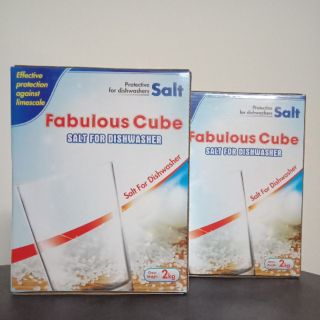 Effective
protection
against
limescale
Protective
for dishwashers
Salt
Fabulous Cube
SALT FOR DISHWASHER
Salt For Dishwasher
2kg
Protective
for dishwashers
Salt
Fabulous Cube
SALT FOR DISHWASHER
Salt For Dishwasher
2kg